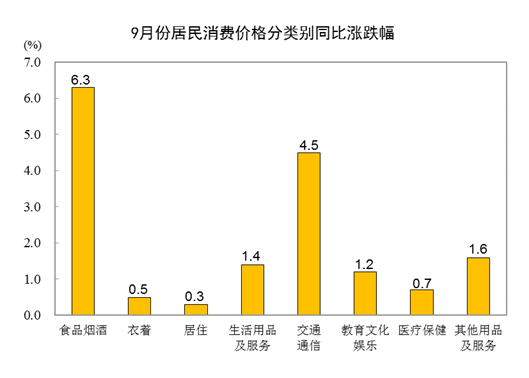 9月份居民消费价格分类别同比涨跌幅
(%)
7.0
6.0
5.0
4.0
3.0
2.0
1.0
0.0
6.3
0.5
0.3
1.4
4.5
1.2
0.7
1.6
食品烟酒
衣着
居住
生活用品
及服务
交通
通信
教育文化
娱乐
医疗保健
其他用品
及服务